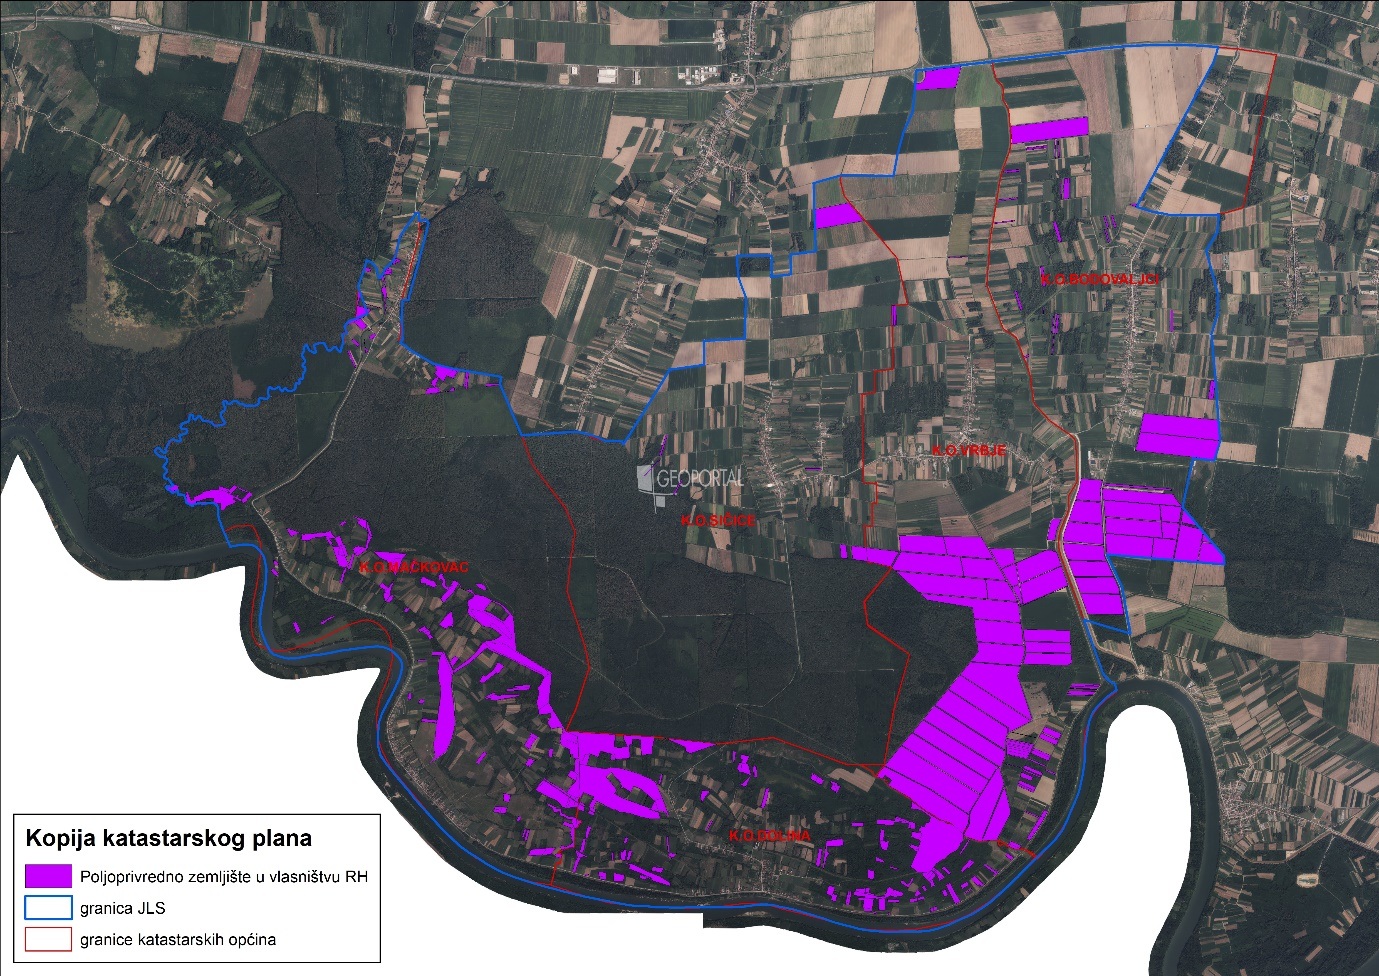 K.O.BODOVALJCI
K.O.VRBJE
GEOPORTAL
K.O.SIČICE
K.O.MAČKOVAC
K.O.DOLINA
Kopija katastarskog plana
Poljoprivredno zemljište u vlasništvu RH
granica JLS
granice katastarskih općina